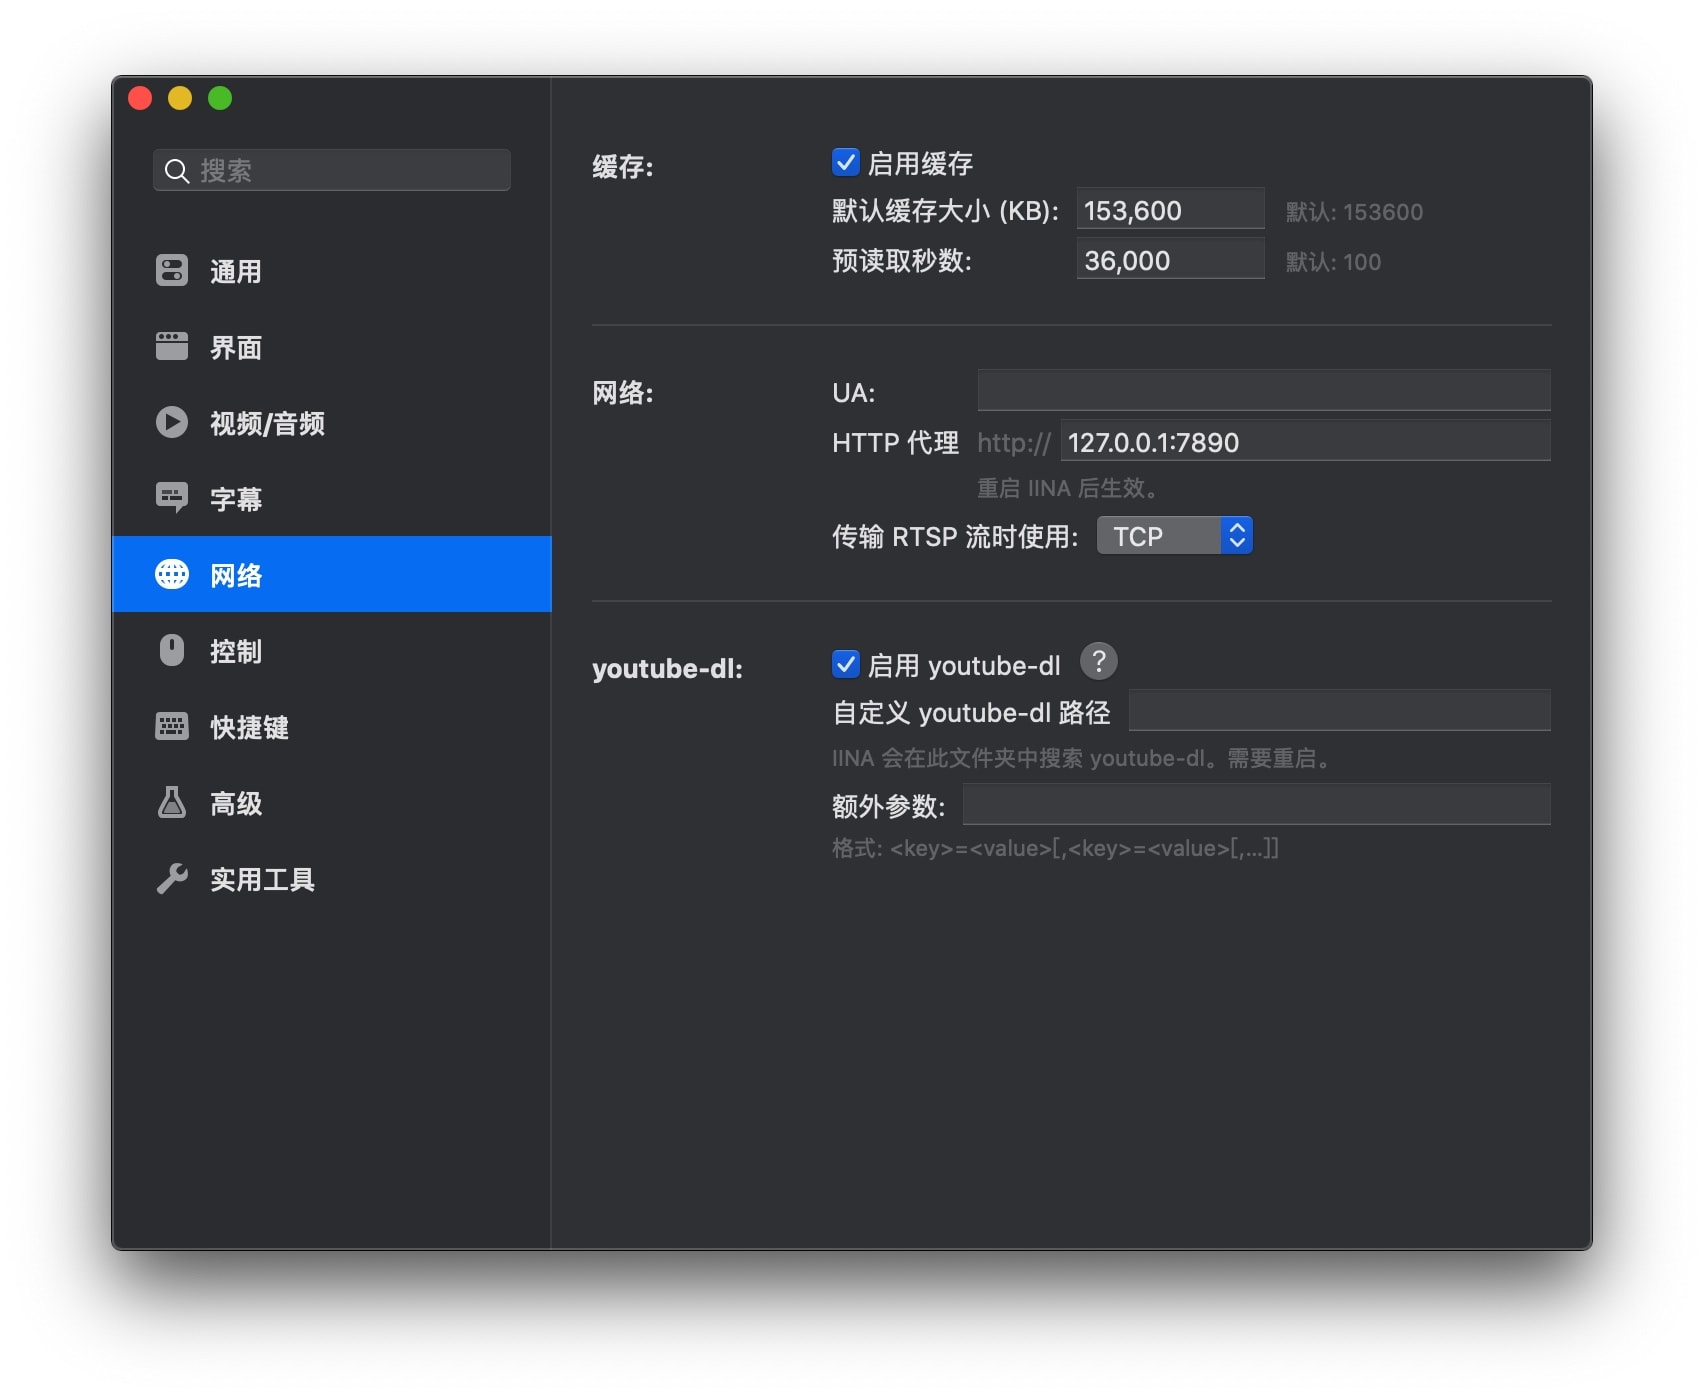 搜索
通用
界面
视频/音频
字幕
网络
控制
快捷键
高级
实用工具
缓存:
启用缓存
默认缓存大小 (KB): 153,600 默认: 153600
预读取秒数: 36,000 默认: 100
网络:
UA:
HTTP 代理 http:// 127.0.0.1:7890
重启 IINA 后生效。
传输 RTSP 流时使用: TCP
youtube-dl:
启用 youtube-dl ?
自定义 youtube-dl 路径
IINA 会在此文件夹中搜索 youtube-dl。需要重启。
额外参数:
格式: <key>=<value>[,<key>=<value>[,...]]